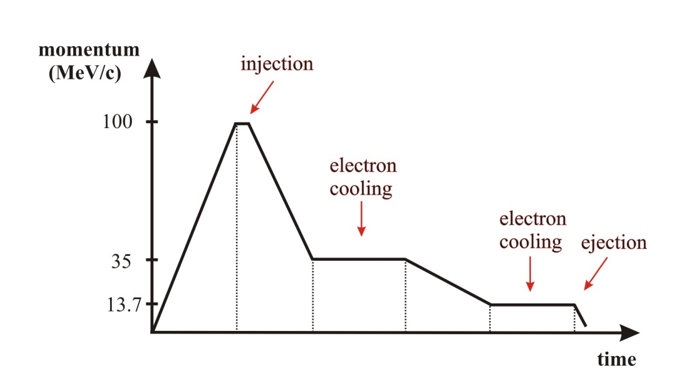 momentum
(MeV/c)
injection
100
electron
cooling
electron
cooling
ejection
35
13.7
time